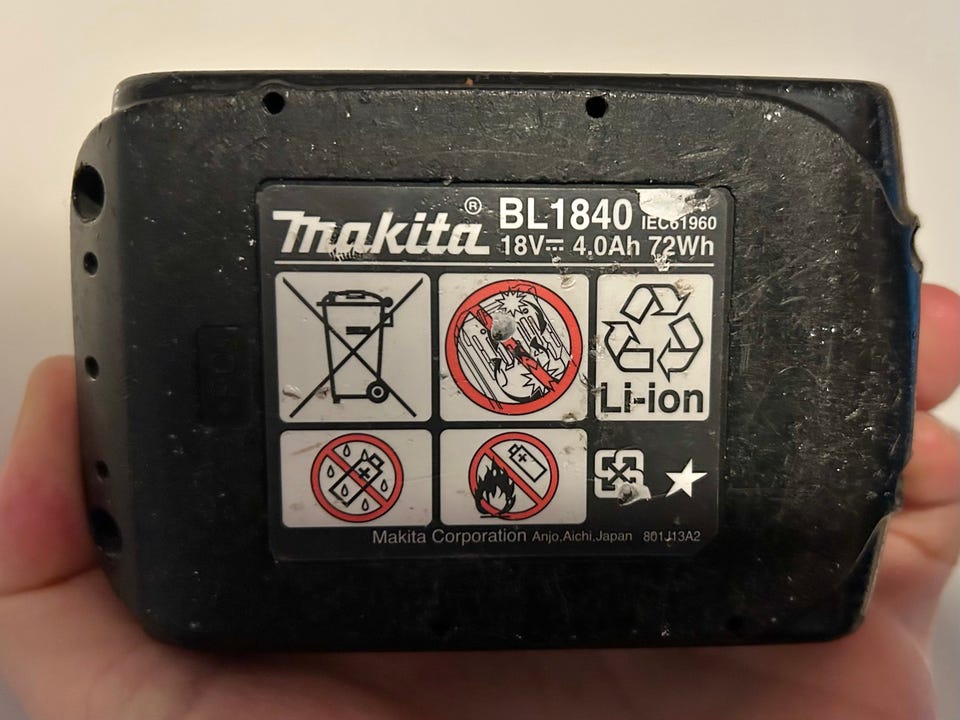 makita® BL1840 IEC61960
18V⎓ 4.0Ah 72Wh
Li-ion
Makita Corporation Anjo,Aichi,Japan 801J13A2